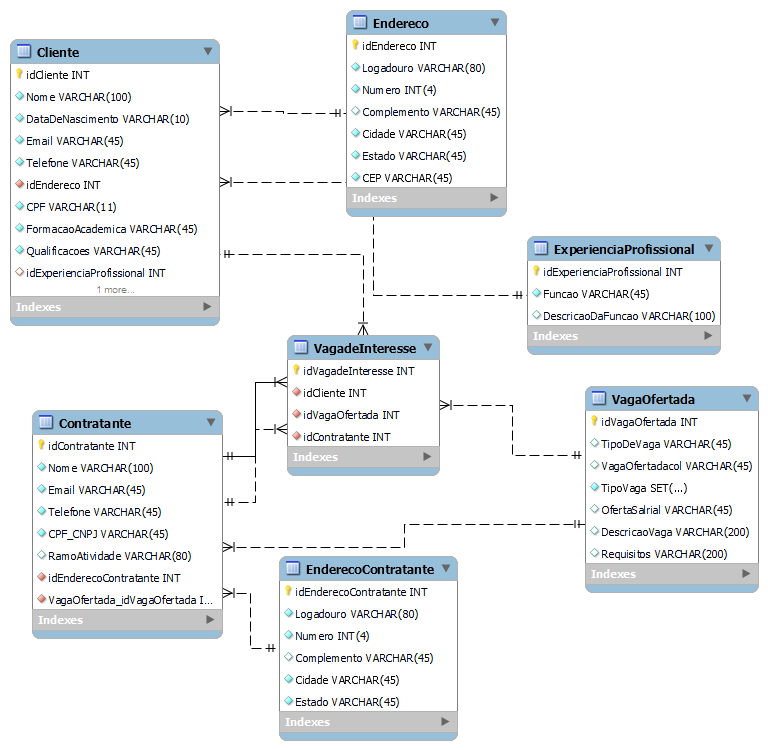 Cliente
idCliente INT
Nome VARCHAR(100)
DataDeNascimento VARCHAR(10)
Email VARCHAR(45)
Telefone VARCHAR(45)
idEndereco INT
CPF VARCHAR(11)
FormacaoAcademica VARCHAR(45)
Qualificacoes VARCHAR(45)
idExperienciaProfissional INT
1 more...
Indexes
Endereco
idEndereco INT
Logadouro VARCHAR(80)
Numero INT(4)
Complemento VARCHAR(45)
Cidade VARCHAR(45)
Estado VARCHAR(45)
CEP VARCHAR(45)
Indexes
ExperienciaProfissional
idExperienciaProfissional INT
Funcao VARCHAR(45)
DescricaoDaFuncao VARCHAR(100)
Indexes
VagadeInteresse
idVagadeInteresse INT
idCliente INT
idVagaOfertada INT
idContratante INT
Indexes
VagaOfertada
idVagaOfertada INT
TipoDeVaga VARCHAR(45)
VagaOfertadacol VARCHAR(45)
TipoVaga SET(...)
OfertaSalrial VARCHAR(45)
DescricaoVaga VARCHAR(200)
Requisitos VARCHAR(200)
Indexes
Contratante
idContratante INT
Nome VARCHAR(100)
Email VARCHAR(45)
Telefone VARCHAR(45)
CPF_CNPJ VARCHAR(45)
RamoAtividade VARCHAR(80)
idEnderecoContratante INT
VagaOfertada_idVagaOfertada I...
Indexes
EnderecoContratante
idEnderecoContratante INT
Logadouro VARCHAR(80)
Numero INT(4)
Complemento VARCHAR(45)
Cidade VARCHAR(45)
Estado VARCHAR(45)
Indexes